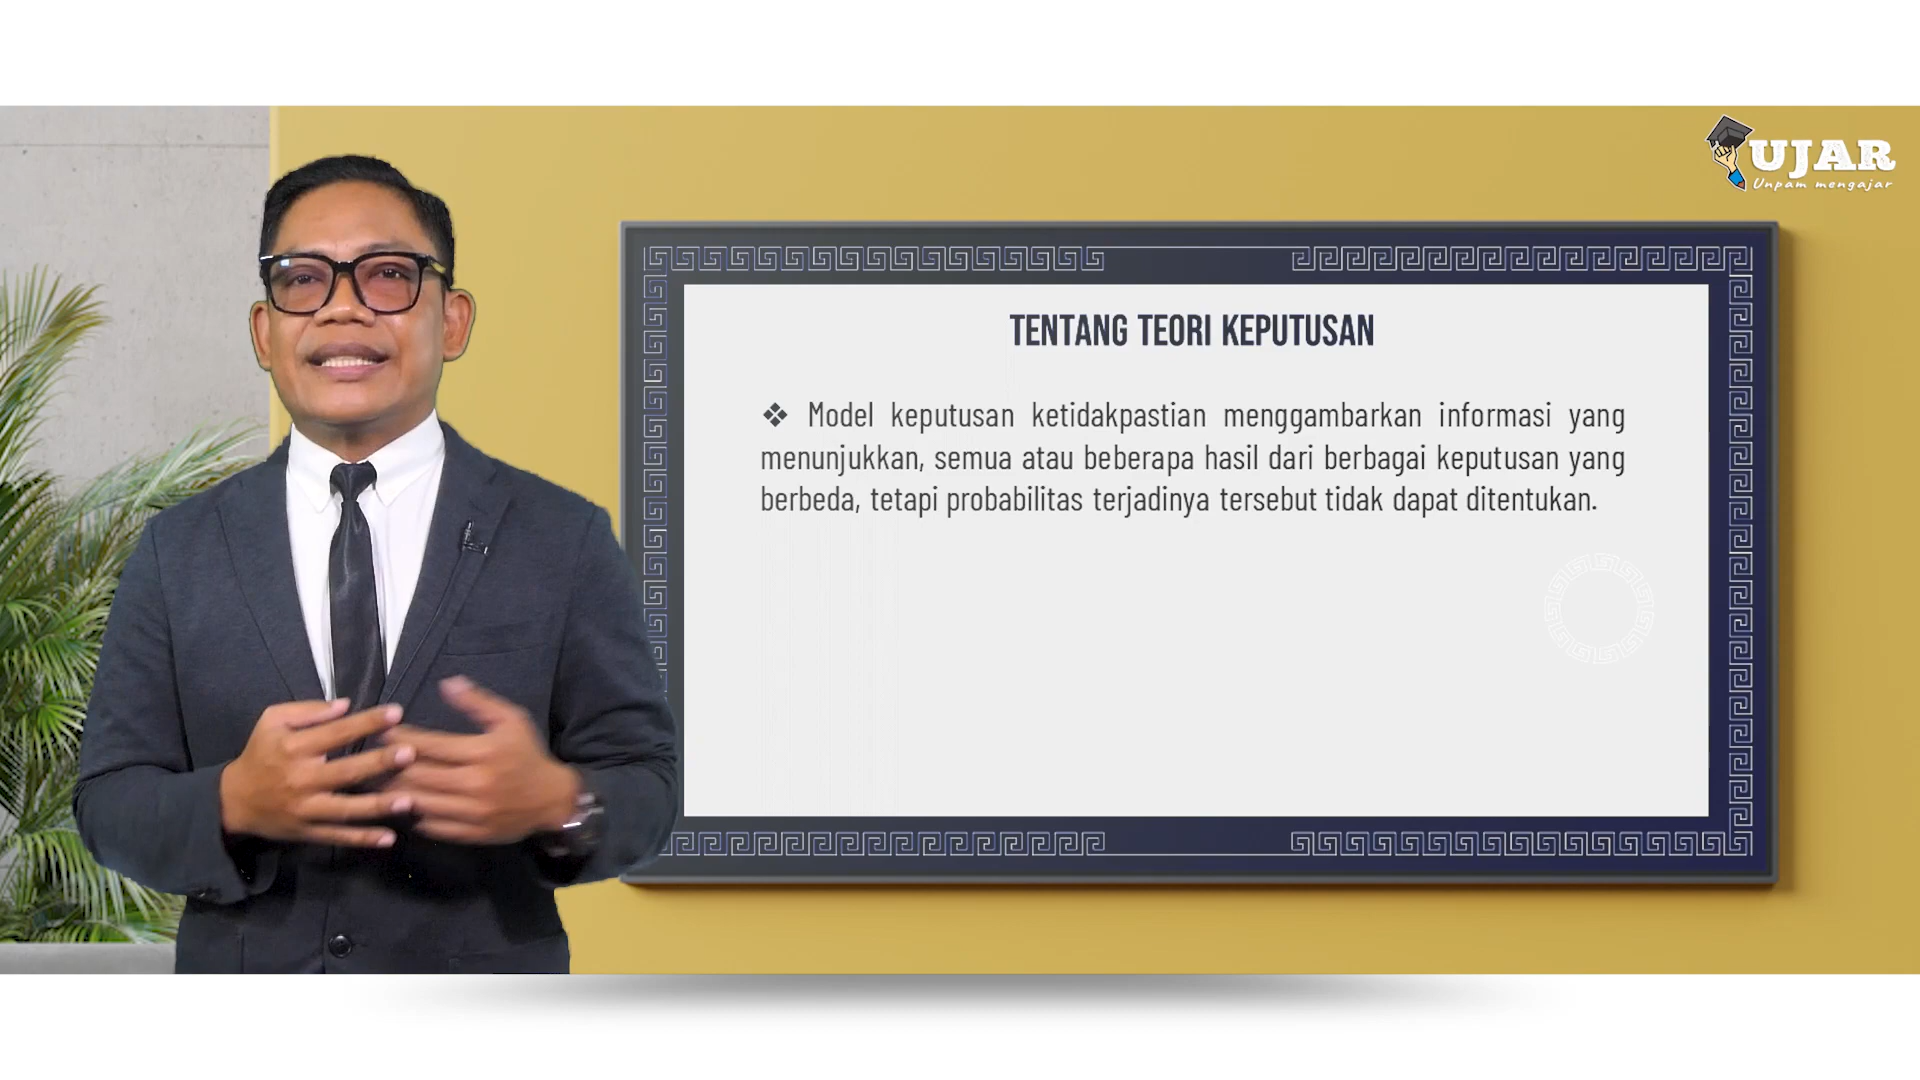 UJAR
Unpam mengajar
TENTANG TEORI KEPUTUSAN
❖ Model keputusan ketidakpastian menggambarkan informasi yang
menunjukkan, semua atau beberapa hasil dari berbagai keputusan yang
berbeda, tetapi probabilitas terjadinya tersebut tidak dapat ditentukan.